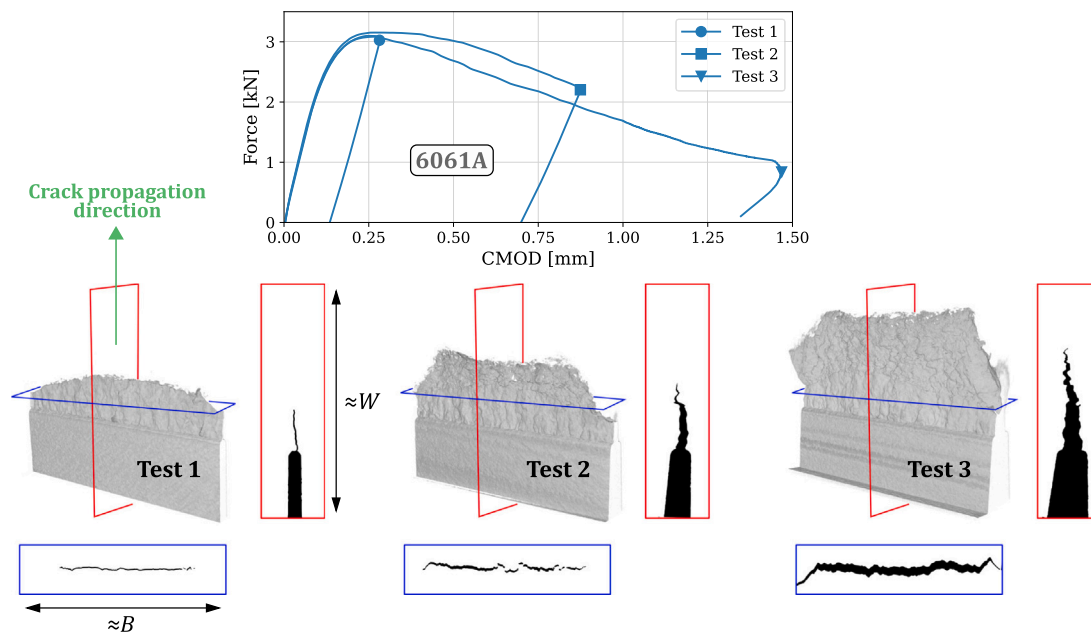 3
2
1
0
Force [kN]
Test 1
Test 2
Test 3
6061A
0.00
0.25
0.50
0.75
1.00
1.25
1.50
CMOD [mm]
Crack propagation
direction
≈W
Test 1
Test 2
Test 3
≈B